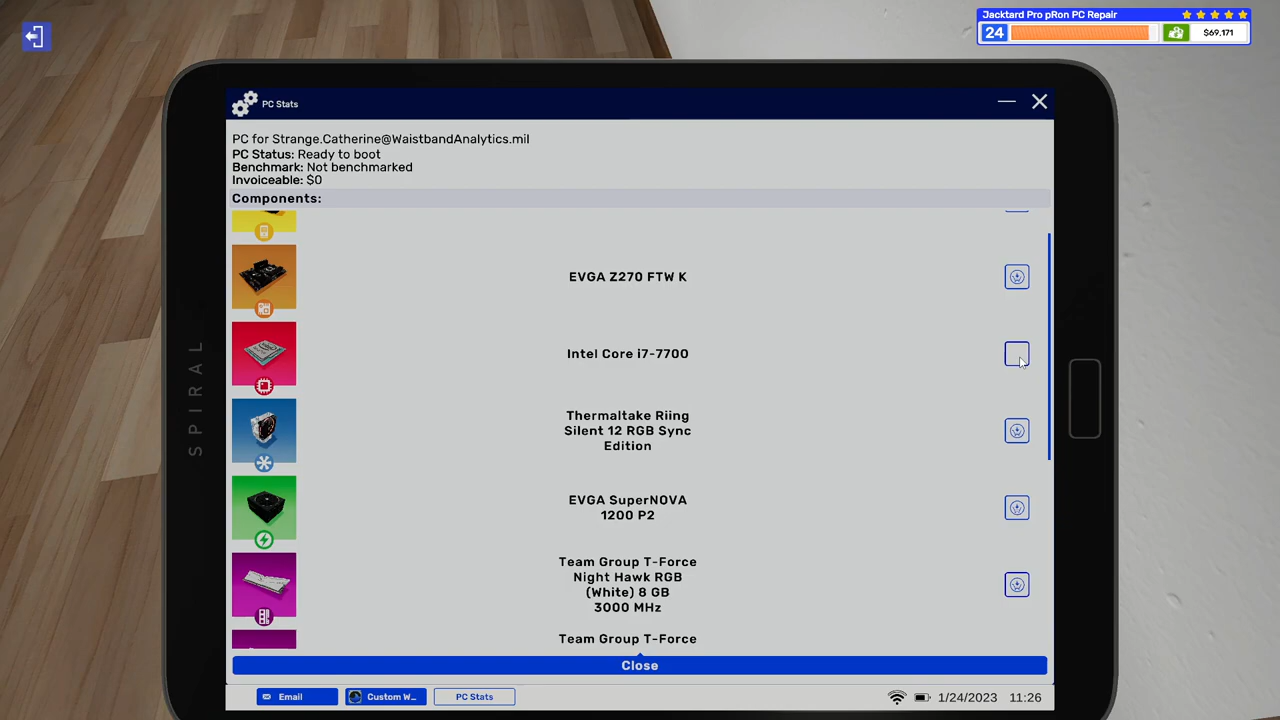 Jacktard Pro pRon PC Repair
24
$69,171
PC Stats
PC for Strange.Catherine@WaistbandAnalytics.mil
PC Status: Ready to boot
Benchmark: Not benchmarked
Invoiceable: $0
Components:
EVGA Z270 FTW K
Intel Core i7-7700
Thermaltake Riing
Silent 12 RGB Sync
Edition
EVGA SuperNOVA
1200 P2
Team Group T-Force
Night Hawk RGB
(White) 8 GB
3000 MHz
Team Group T-Force
Close
Email
Custom W...
PC Stats
1/24/2023
11:26
SPIRAL